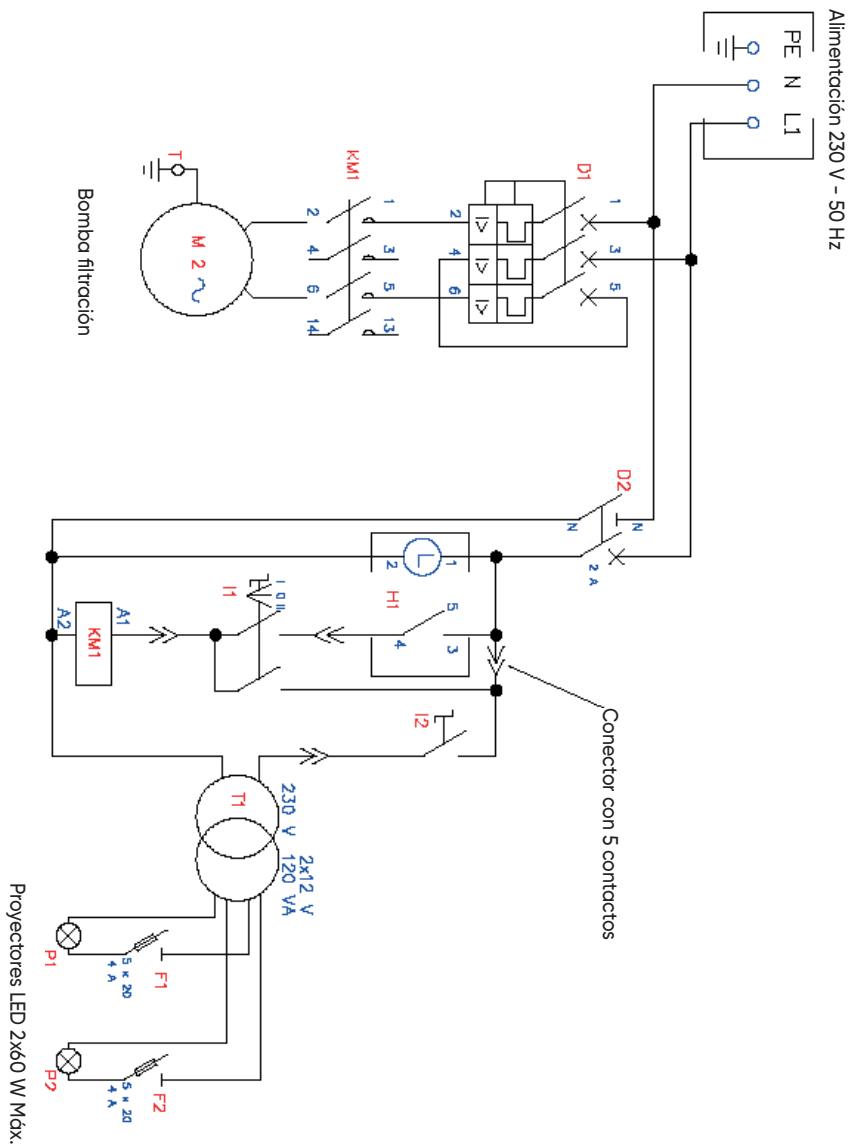 Alimentación 230 V - 50 Hz
PE N L1
D1
1 3 5
2 4 6
KM1
1 3 5 13
2 4 6 14
T
M 2 ~
Bomba filtración
D2
N
N
2 A
L
1
2
H1
5
3
4
I1
I 0 II
A1
KM1
A2
I2
Conector con 5 contactos
T1
230 V
2x12 V
120 VA
F1
5 x 20
4 A
P1
F2
5 x 20
4 A
P2
Proyectores LED 2x60 W Máx.